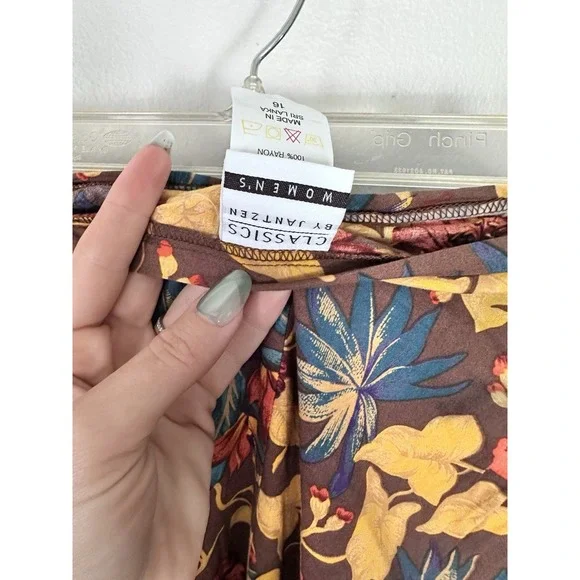 CLASSICS
BY JANTZEN
WOMEN'S
100% RAYON
MADE IN
SRI LANKA
16
Pinch Grip